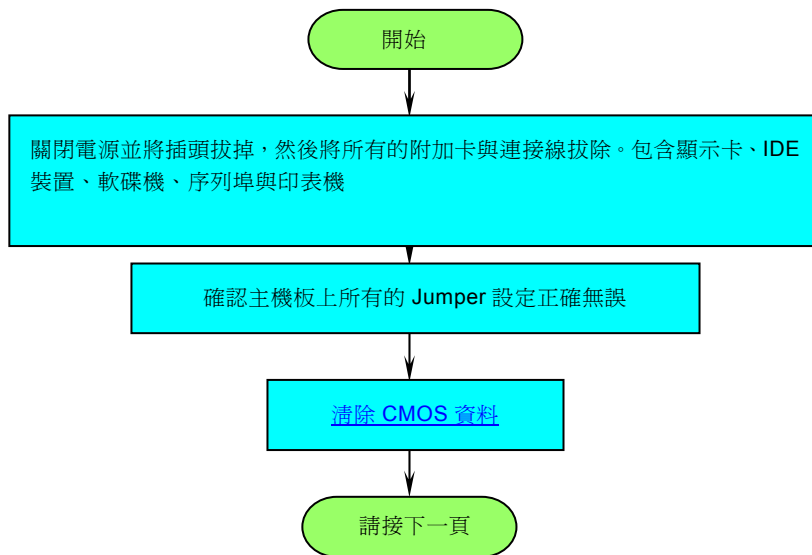 開始
關閉電源並將插頭拔掉，然後將所有的附加卡與連接線拔除。包含顯示卡、IDE
裝置、軟碟機、序列埠與印表機
確認主機板上所有的 Jumper 設定正確無誤
清除 CMOS 資料
請接下一頁